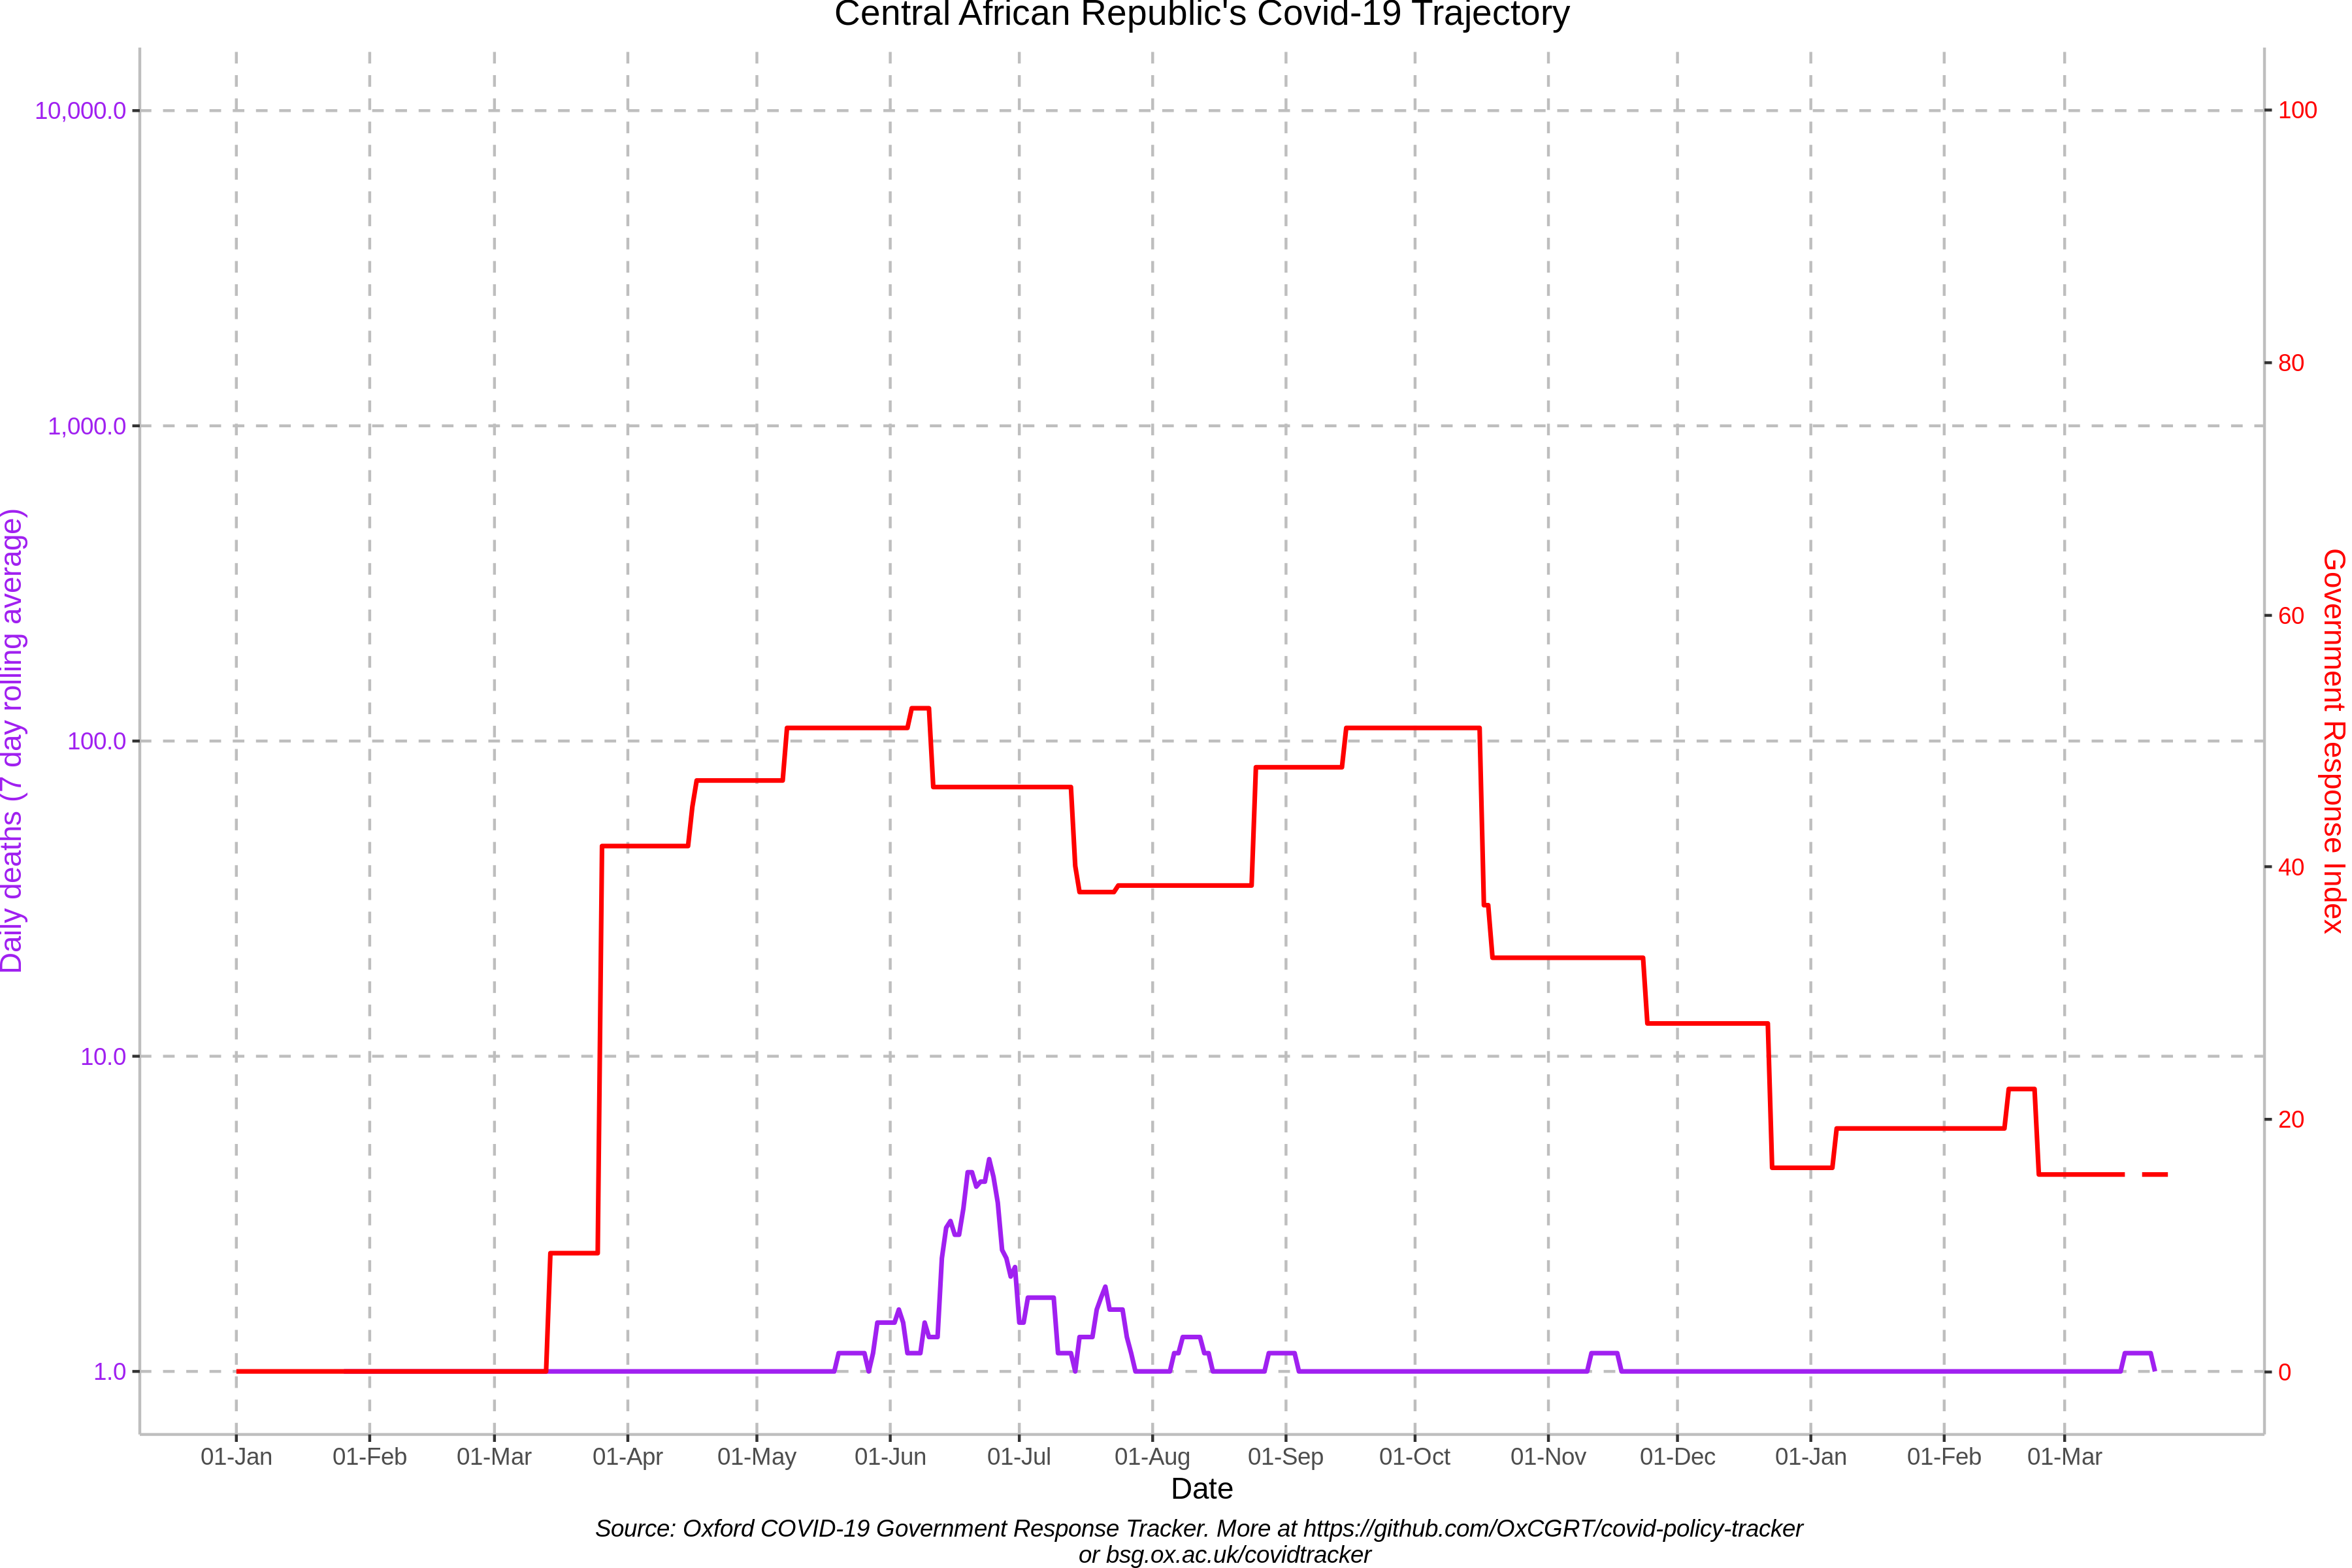 Central African Republic's Covid-19 Trajectory
10,000.0
1,000.0
100.0
10.0
1.0
Daily deaths (7 day rolling average)
100
80
60
40
20
0
Government Response Index
01-Jan 01-Feb 01-Mar 01-Apr 01-May 01-Jun 01-Jul 01-Aug 01-Sep 01-Oct 01-Nov 01-Dec 01-Jan 01-Feb 01-Mar
Date
Source: Oxford COVID-19 Government Response Tracker. More at https://github.com/OxCGRT/covid-policy-tracker
or bsg.ox.ac.uk/covidtracker